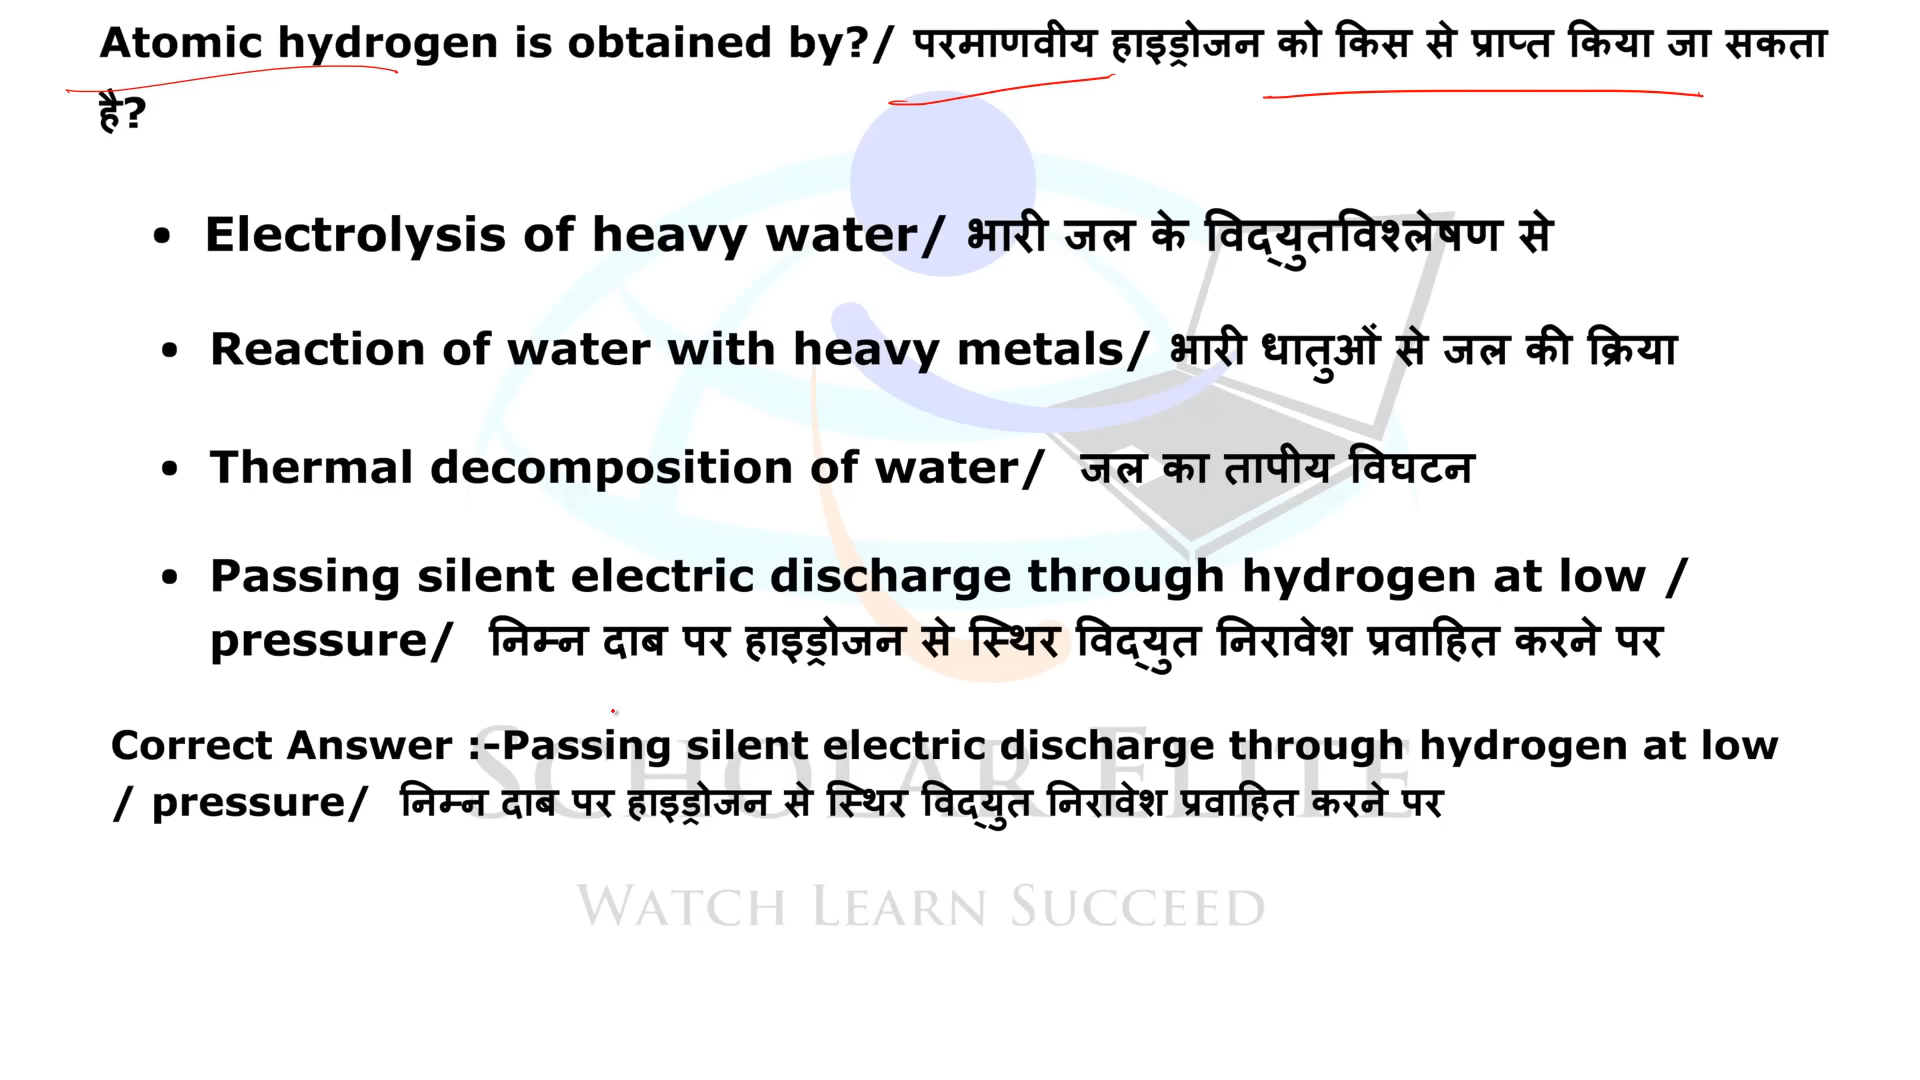 Atomic hydrogen is obtained by?/ परमाणवीय हाइड्रोजन को किस से प्राप्त किया जा सकता
है?
• Electrolysis of heavy water/ भारी जल के विद्युतविश्लेषण से
• Reaction of water with heavy metals/ भारी धातुओं से जल की क्रिया
• Thermal decomposition of water/ जल का तापीय विघटन
• Passing silent electric discharge through hydrogen at low /
pressure/ निम्न दाब पर हाइड्रोजन से स्थिर विद्युत निरावेश प्रवाहित करने पर
Correct Answer :-Passing silent electric discharge through hydrogen at low
/ pressure/ निम्न दाब पर हाइड्रोजन से स्थिर विद्युत निरावेश प्रवाहित करने पर
SCHOLAR ELITE
WATCH LEARN SUCCEED